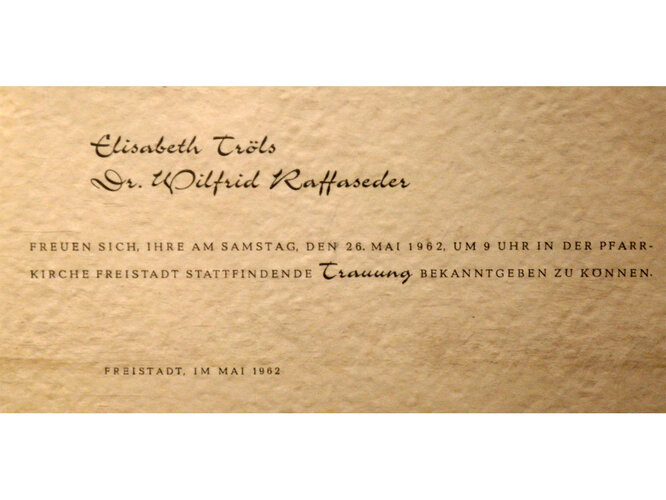 Elisabeth Tröls
Dr. Wilfrid Raffaseder
FREUEN SICH, IHRE AM SAMSTAG, DEN 26. MAI 1962, UM 9 UHR IN DER PFARR-
KIRCHE FREISTADT STATTFINDENDE Trauung BEKANNTGEBEN ZU KÖNNEN.
FREISTADT, IM MAI 1962